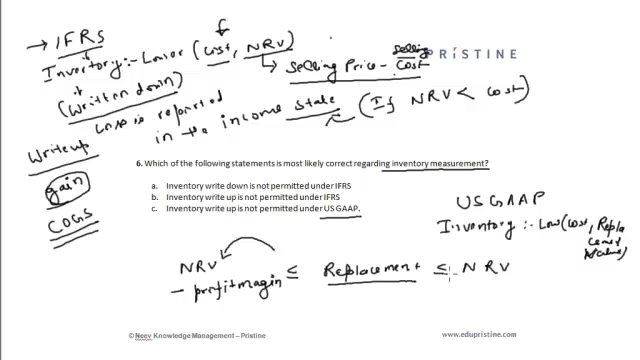 → IFRS
Inventory :- Lower (Cost, NRV)
↳ Selling Price - Selling Cost
PRISTINE
(Written down)
Loss is reported
in the income state (If NRV < cost)
Write up
gain
COGS
6. Which of the following statements is most likely correct regarding inventory measurement?
a. Inventory write down is not permitted under IFRS
b. Inventory write up is not permitted under IFRS
c. Inventory write up is not permitted under US GAAP.
US GAAP
Inventory :- Low (Cost, Repla
cement
Value)
NRV
- profit margin ≤ Replacement ≤ NRV
© Neev Knowledge Management – Pristine
www.edupristine.com